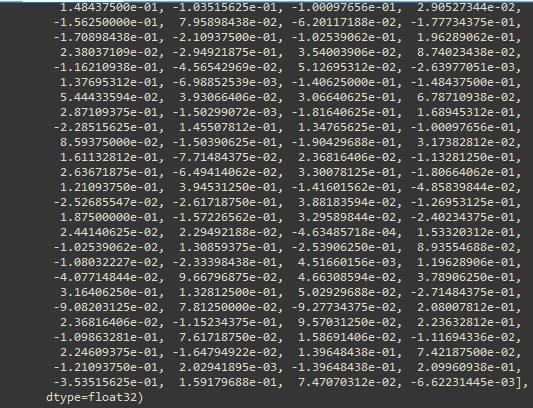 1.48437500e-01, -1.03515625e-01, -1.00097656e-01, 2.90527344e-02,
-1.56250000e-01, 7.95898438e-02, -6.20117188e-02, -1.77734375e-01,
-1.70898438e-01, -2.10937500e-01, -1.02539062e-01, 1.96289062e-01,
2.38037109e-02, -2.94921875e-01, 3.54003906e-02, 8.74023438e-02,
-1.16210938e-01, -4.56542969e-02, 5.12695312e-02, -2.63977051e-03,
1.37695312e-01, -6.98852539e-03, -1.40625000e-01, -1.48437500e-01,
5.44433594e-02, 3.93066406e-02, 3.06640625e-01, 6.78710938e-02,
2.87109375e-01, -1.50299072e-03, -1.81640625e-01, 1.68945312e-01,
-2.28515625e-01, 1.45507812e-01, 1.34765625e-01, -1.00097656e-01,
8.59375000e-02, -1.50390625e-01, -1.90429688e-01, 3.17382812e-02,
1.61132812e-01, -7.71484375e-02, 2.36816406e-02, -1.13281250e-01,
2.63671875e-01, -6.49414062e-02, 3.30078125e-01, -1.80664062e-01,
1.21093750e-01, 3.94531250e-01, -1.41601562e-01, -4.85839844e-02,
-2.52685547e-02, -2.61718750e-01, 3.88183594e-02, -1.26953125e-01,
1.87500000e-01, -1.57226562e-01, 3.29589844e-02, -2.40234375e-01,
2.44140625e-02, 2.29492188e-02, -4.63485718e-04, 1.53320312e-01,
-1.02539062e-01, 1.30859375e-01, -2.53906250e-01, 8.93554688e-02,
-1.08032227e-02, -2.33398438e-01, 4.51660156e-03, 1.19628906e-01,
-4.07714844e-02, 9.66796875e-02, 4.66308594e-02, 3.78906250e-01,
3.16406250e-01, 1.32812500e-01, 5.02929688e-02, -2.71484375e-01,
-9.08203125e-02, 7.81250000e-02, -9.27734375e-02, 2.08007812e-01,
2.36816406e-02, -1.15234375e-01, 9.57031250e-02, 2.23632812e-01,
-1.09863281e-01, 7.61718750e-02, 1.58691406e-02, -1.11694336e-02,
2.24609375e-01, -1.64794922e-02, 1.39648438e-01, 7.42187500e-02,
-1.21093750e-01, 2.02941895e-03, -1.39648438e-01, 2.09960938e-01,
-3.53515625e-01, 1.59179688e-01, 7.47070312e-02, -6.62231445e-03],
dtype=float32)